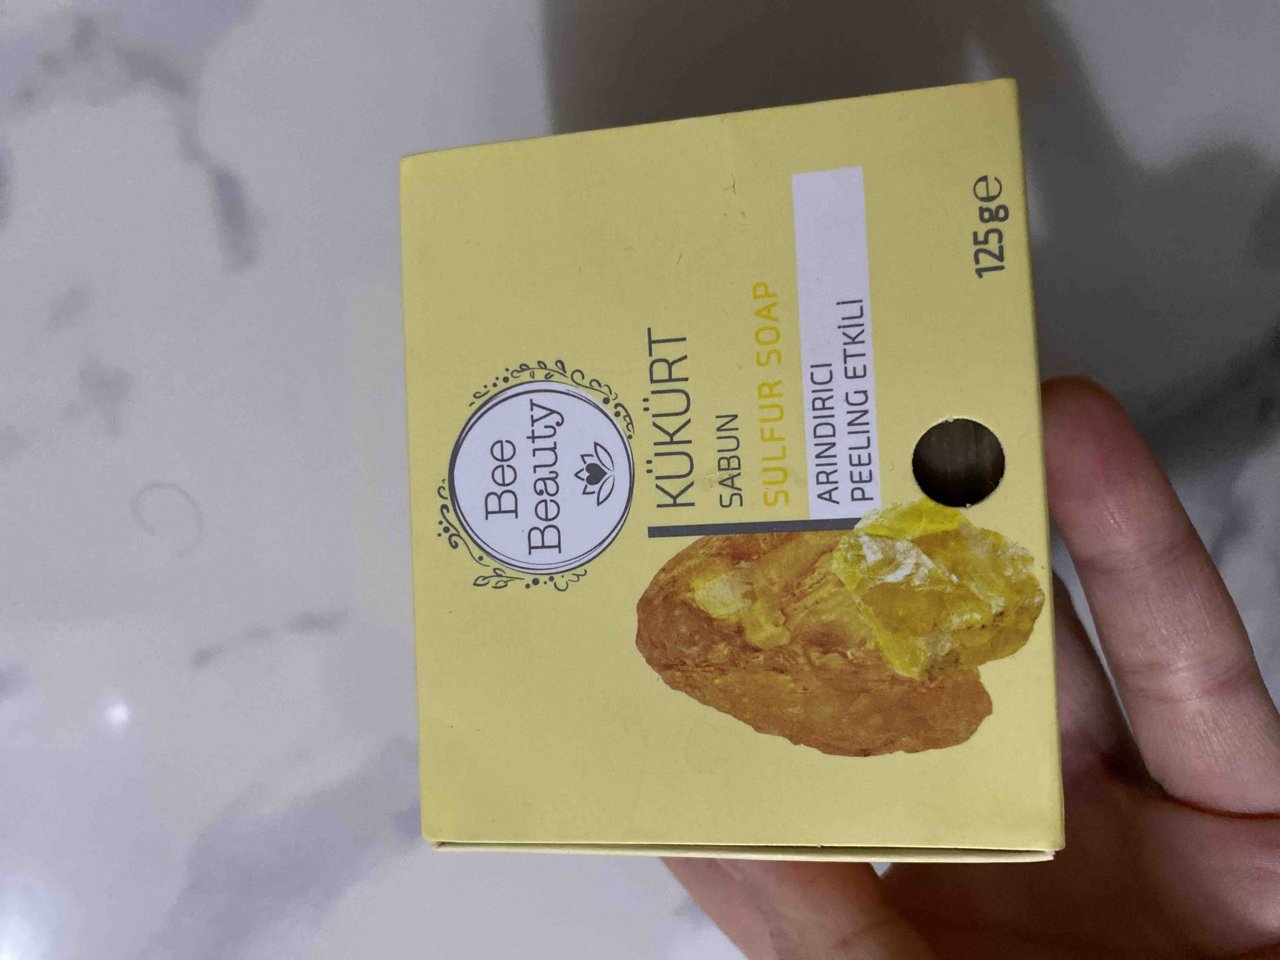 Bee
Beauty
KÜKÜRT
SABUN
SULFUR SOAP
ARINDIRICI
PEELING ETKİLİ
125g℮